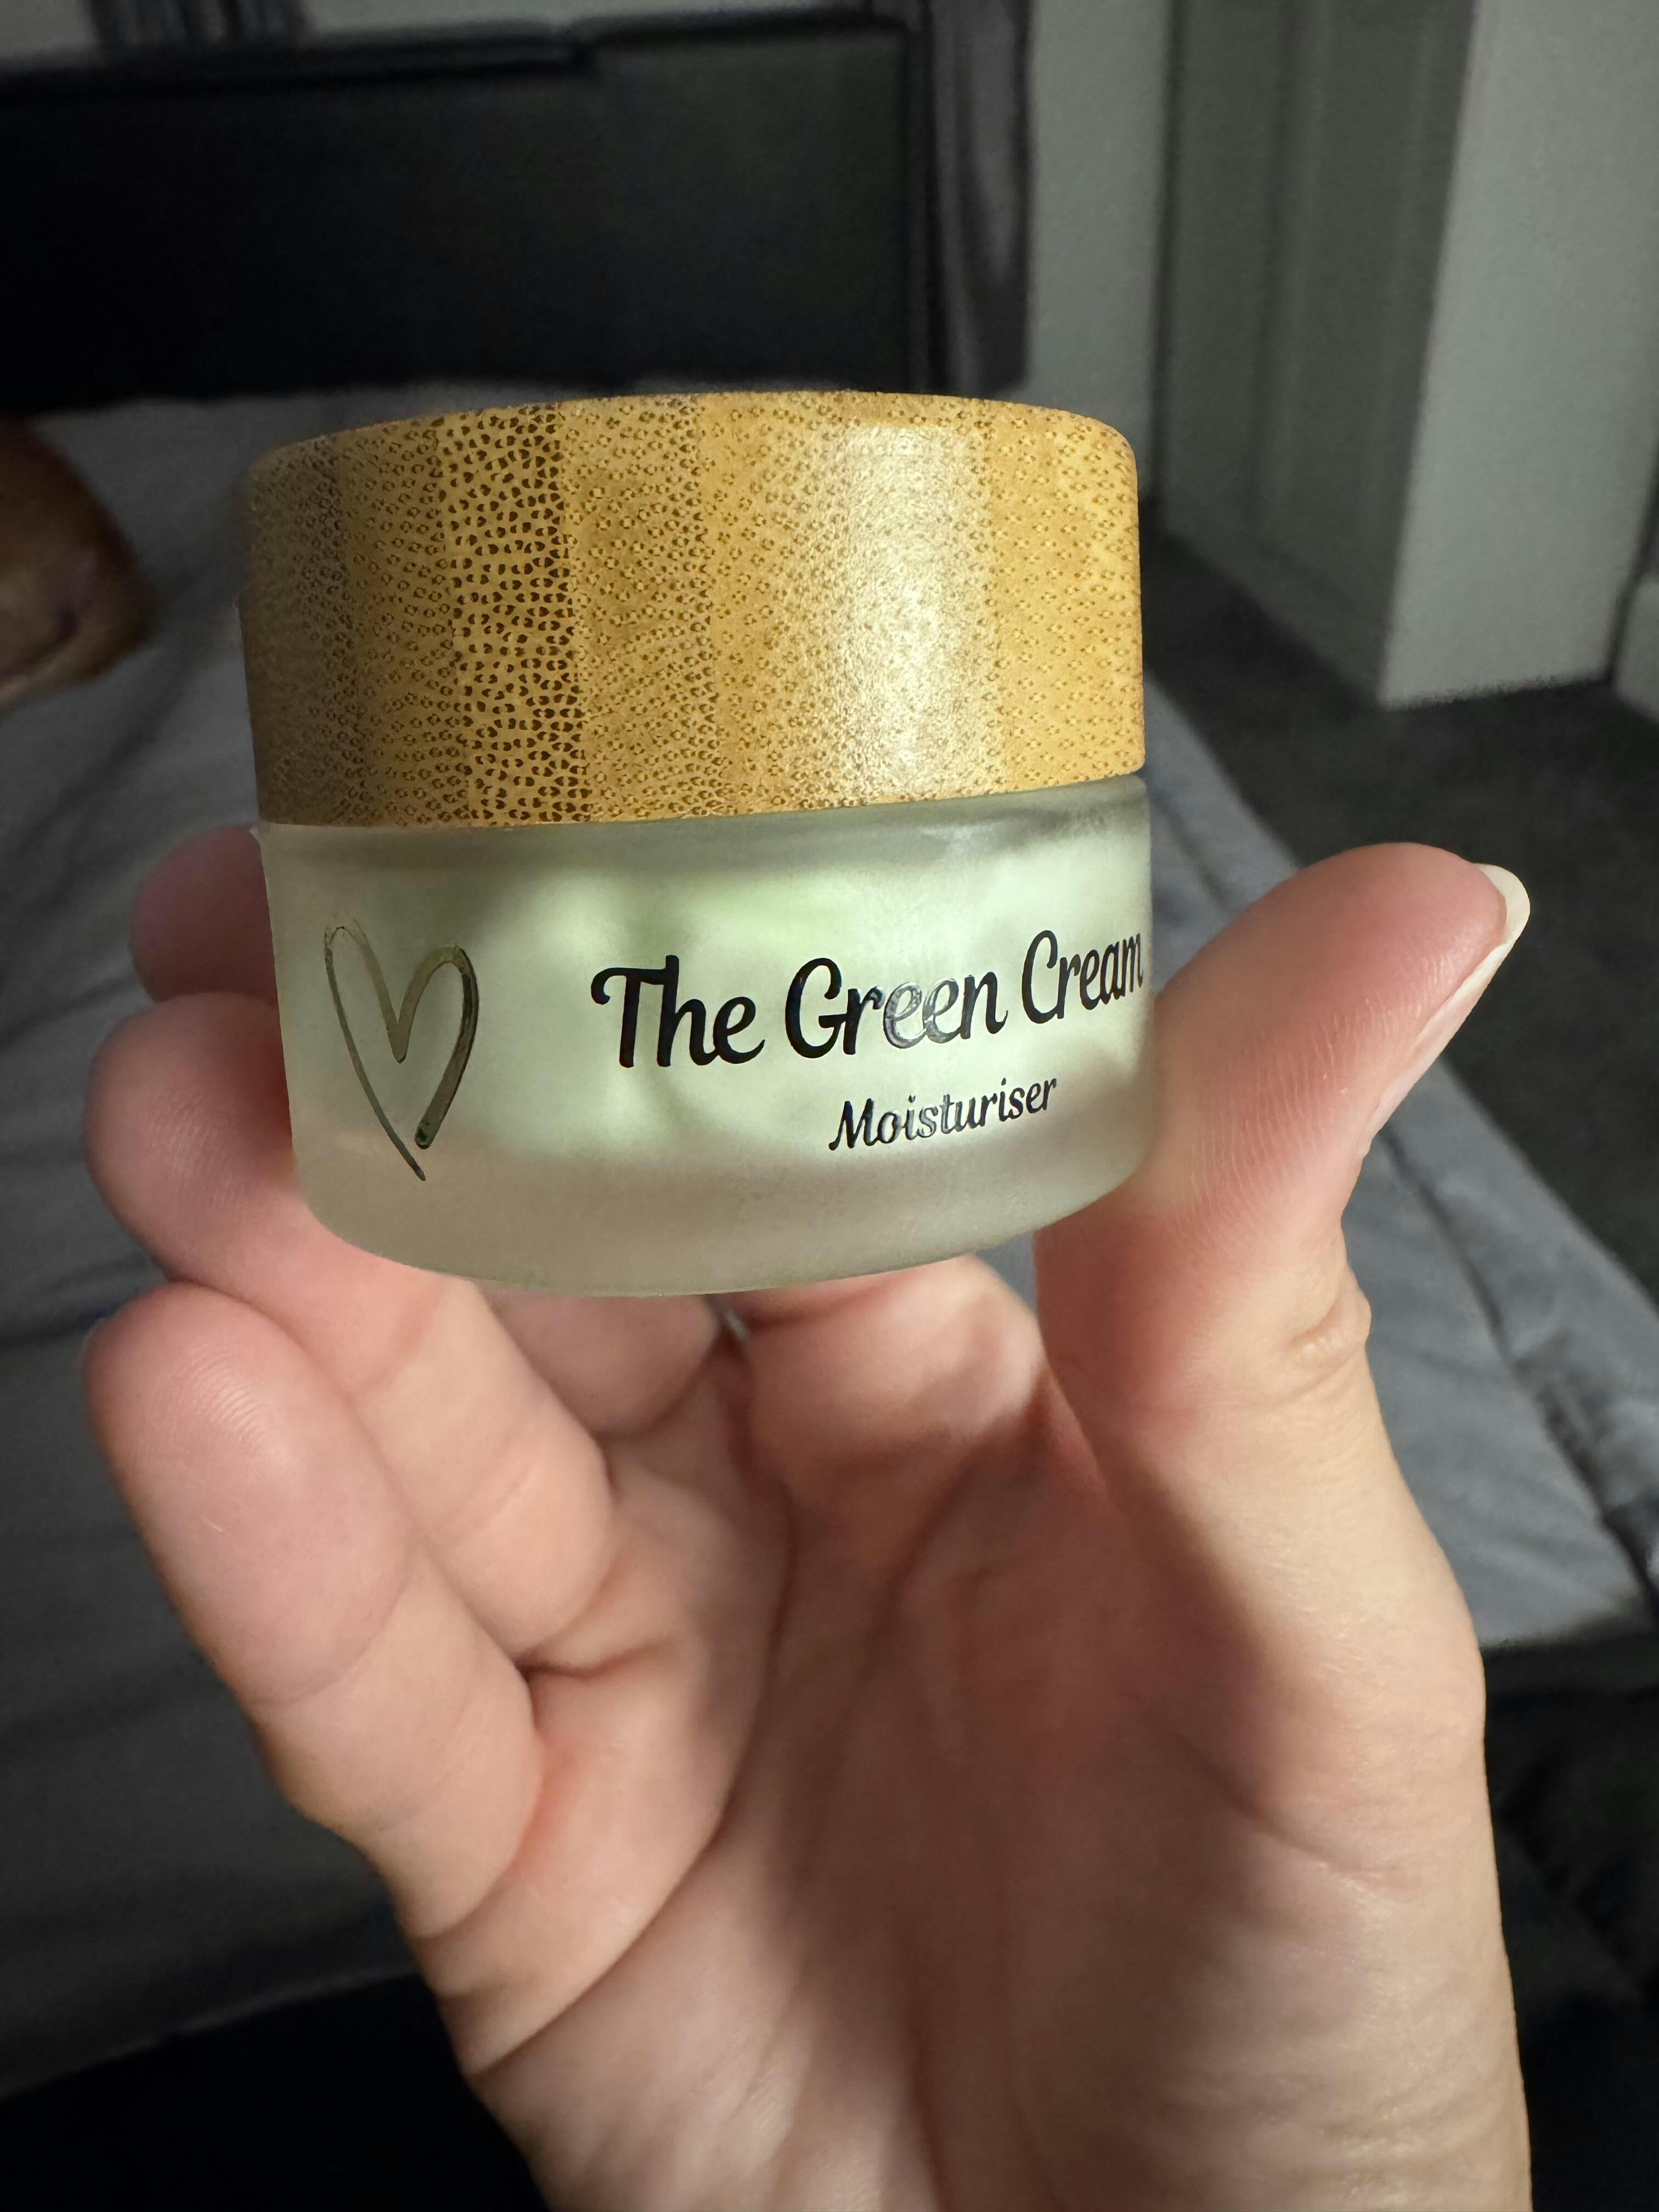 The Green Cream
Moisturiser